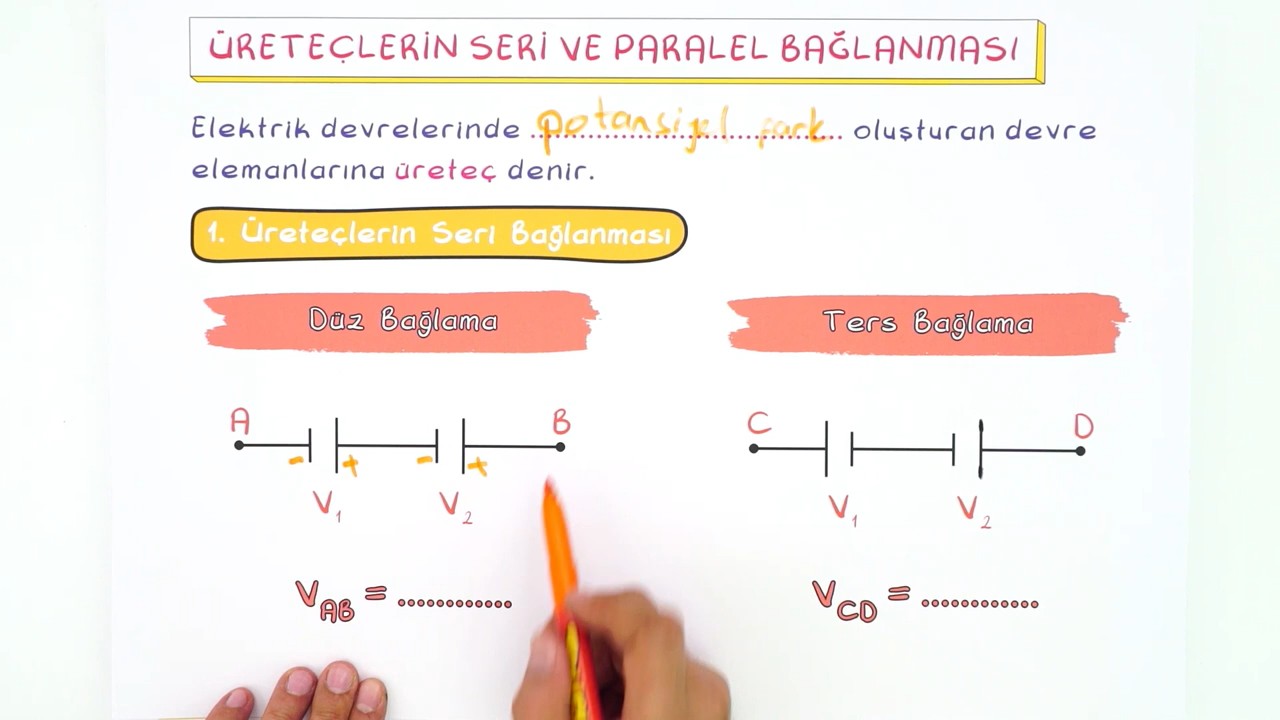 ÜRETEÇLERİN SERİ VE PARALEL BAĞLANMASI
Elektrik devrelerinde potansiyel fark oluşturan devre
elemanlarına üreteç denir.
1. Üreteçlerin Seri Bağlanması
Düz Bağlama
Ters Bağlama
A B
- + - +
V1 V2
C D
V1 V2
VAB = ............
VCD = ............